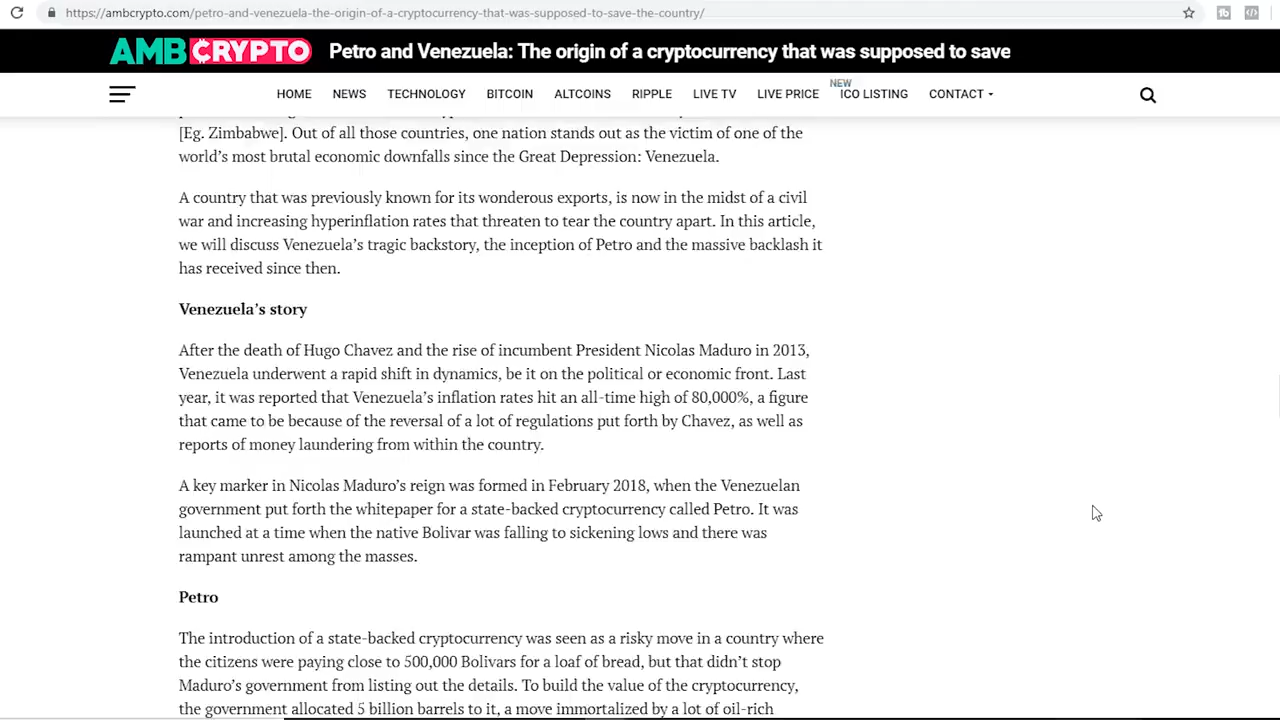 https://ambcrypto.com/petro-and-venezuela-the-origin-of-a-cryptocurrency-that-was-supposed-to-save-the-country/
AMBCRYPTO Petro and Venezuela: The origin of a cryptocurrency that was supposed to save
HOME NEWS TECHNOLOGY BITCOIN ALTCOINS RIPPLE LIVE TV LIVE PRICE NEW ICO LISTING CONTACT
[Eg. Zimbabwe]. Out of all those countries, one nation stands out as the victim of one of the
world's most brutal economic downfalls since the Great Depression: Venezuela.
A country that was previously known for its wonderous exports, is now in the midst of a civil
war and increasing hyperinflation rates that threaten to tear the country apart. In this article,
we will discuss Venezuela's tragic backstory, the inception of Petro and the massive backlash it
has received since then.
Venezuela's story
After the death of Hugo Chavez and the rise of incumbent President Nicolas Maduro in 2013,
Venezuela underwent a rapid shift in dynamics, be it on the political or economic front. Last
year, it was reported that Venezuela's inflation rates hit an all-time high of 80,000%, a figure
that came to be because of the reversal of a lot of regulations put forth by Chavez, as well as
reports of money laundering from within the country.
A key marker in Nicolas Maduro's reign was formed in February 2018, when the Venezuelan
government put forth the whitepaper for a state-backed cryptocurrency called Petro. It was
launched at a time when the native Bolivar was falling to sickening lows and there was
rampant unrest among the masses.
Petro
The introduction of a state-backed cryptocurrency was seen as a risky move in a country where
the citizens were paying close to 500,000 Bolivars for a loaf of bread, but that didn't stop
Maduro's government from listing out the details. To build the value of the cryptocurrency,
the government allocated 5 billion barrels to it, a move immortalized by a lot of oil-rich